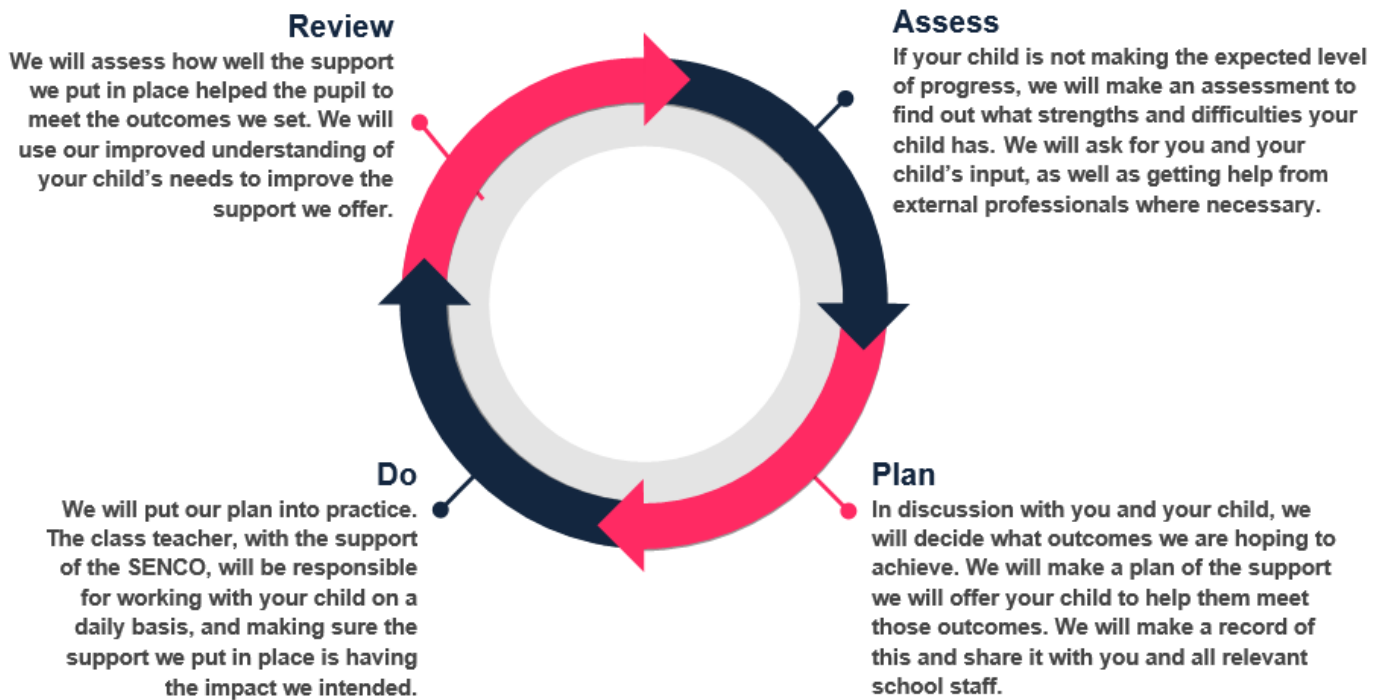 Review
We will assess how well the support
we put in place helped the pupil to
meet the outcomes we set. We will
use our improved understanding of
your child's needs to improve the
support we offer.
Assess
If your child is not making the expected level
of progress, we will make an assessment to
find out what strengths and difficulties your
child has. We will ask for you and your
child's input, as well as getting help from
external professionals where necessary.
Do
We will put our plan into practice.
The class teacher, with the support
of the SENCO, will be responsible
for working with your child on a
daily basis, and making sure the
support we put in place is having
the impact we intended.
Plan
In discussion with you and your child, we
will decide what outcomes we are hoping to
achieve. We will make a plan of the support
we will offer your child to help them meet
those outcomes. We will make a record of
this and share it with you and all relevant
school staff.